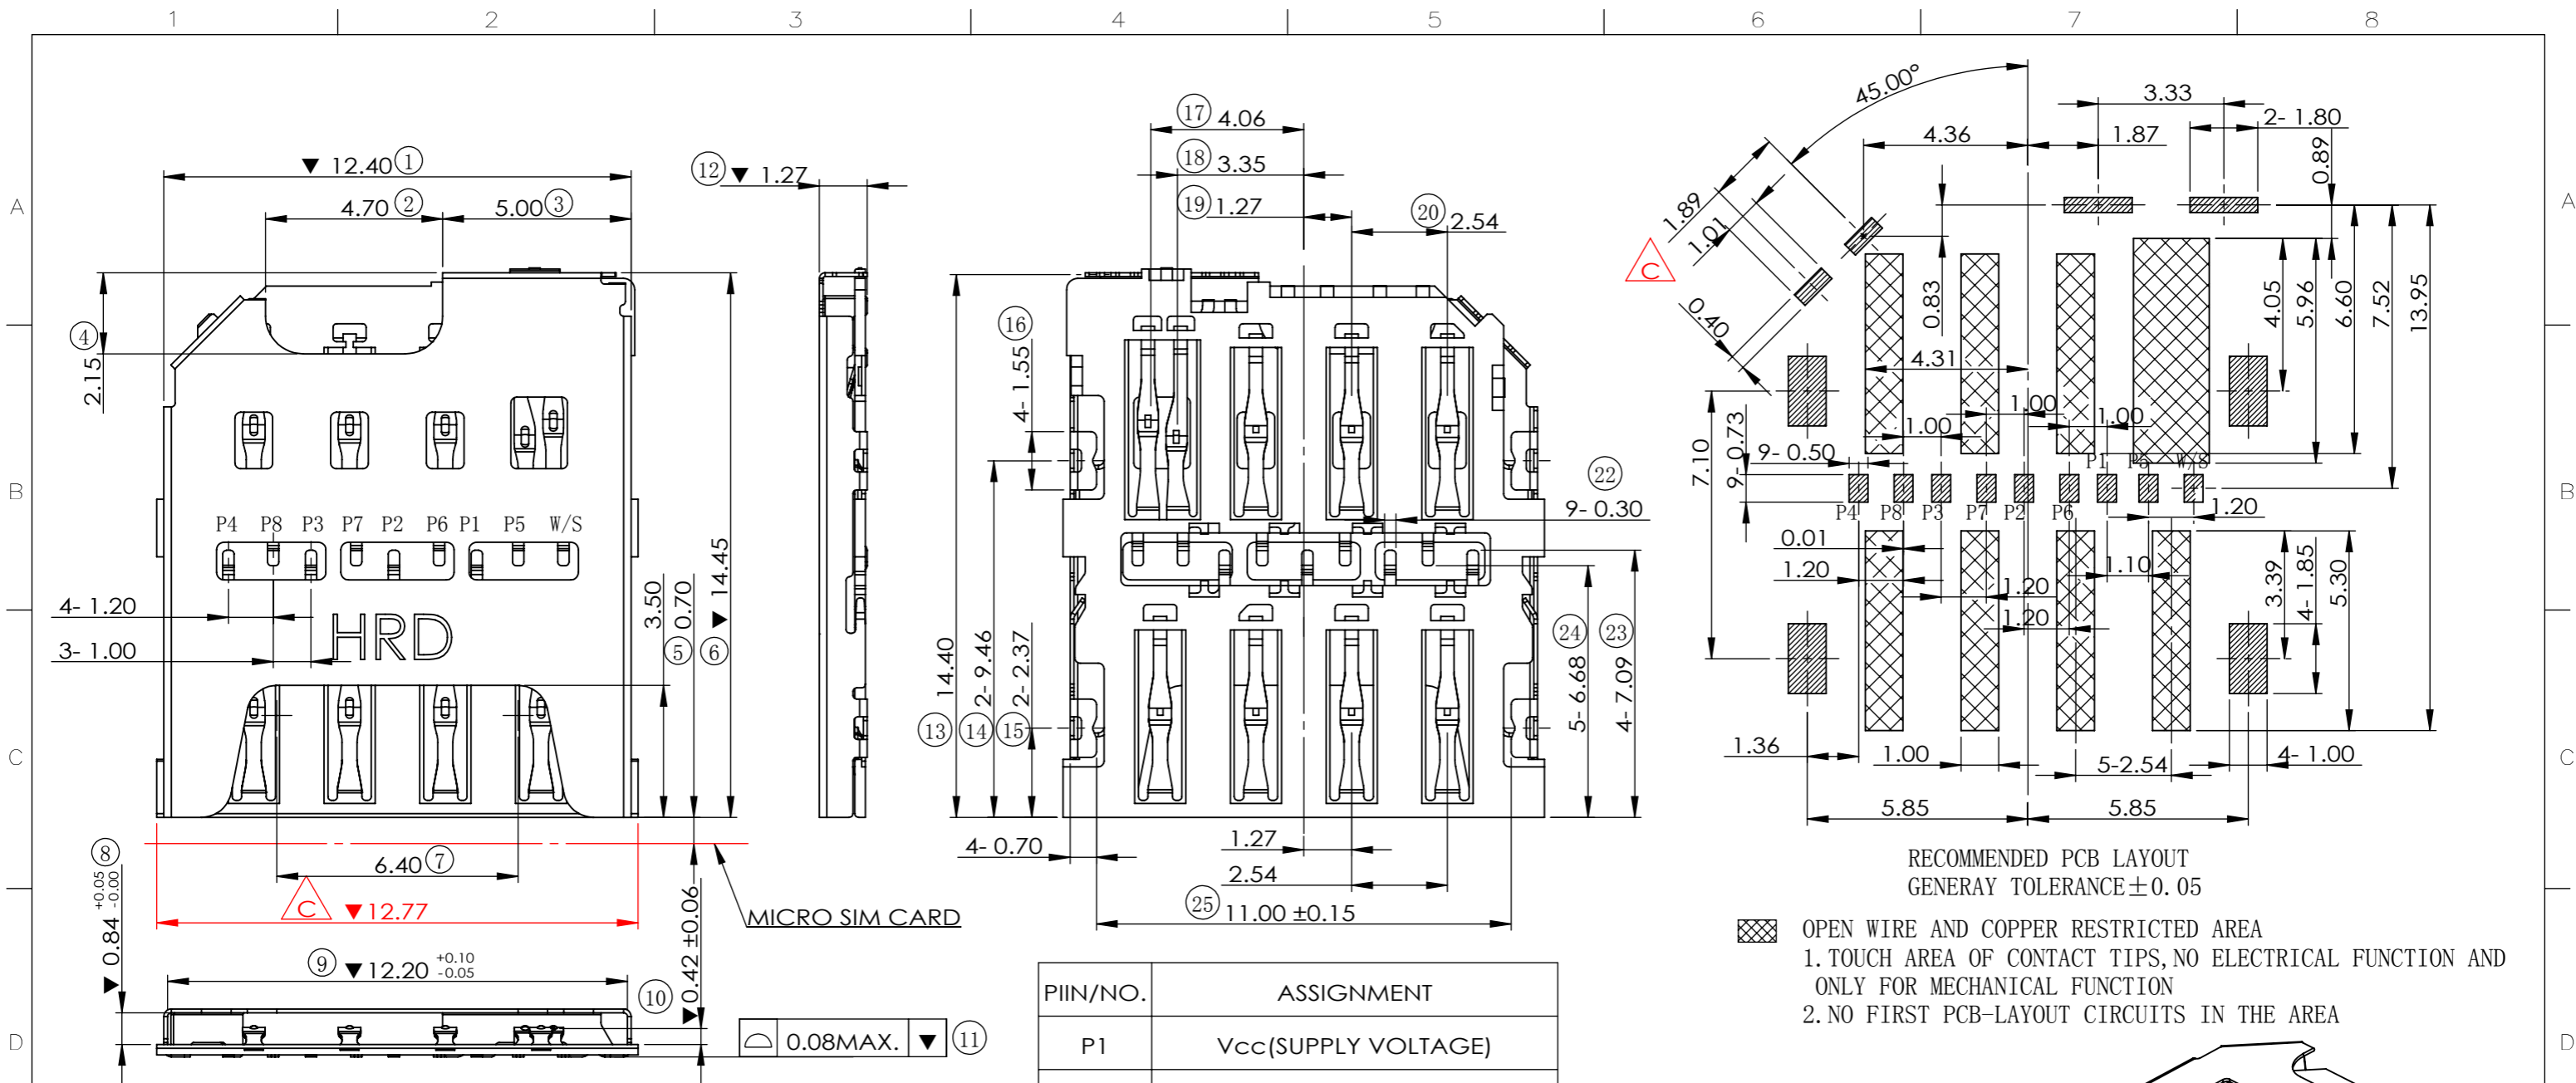 1 2 3 4 5 6 7 8
A
B
C
D
A
B
C
D
▼ 12.40 ①
4.70 ② 5.00 ③
④ 2.15
P4 P8 P3 P7 P2 P6 P1 P5 W/S
4- 1.20
3- 1.00
HRD
3.50
⑤ 0.70
⑥ ▼ 14.45
6.40 ⑦
C ▼12.77
MICRO SIM CARD
⑧ ▼ 0.84 +0.05 -0.00
⑨ ▼12.20 +0.10 -0.05
⑩ ▼0.42 ±0.06
0.08MAX. ▼ ⑪
⑫ ▼ 1.27
⑰ 4.06
⑱ 3.35
⑲ 1.27
⑳ 2.54
⑯ 4- 1.55
㉒
9- 0.30
⑬ 14.40
⑭ 2- 9.46
⑮ 2- 2.37
㉔ 5- 6.68
㉓ 4- 7.09
4- 0.70
1.27
2.54
㉕ 11.00 ±0.15
PIIN/NO. ASSIGNMENT
P1 Vcc(SUPPLY VOLTAGE)
45.00°
3.33
2- 1.80
4.36
1.87
0.89
1.89
1.01
C
0.40
0.83
4.31
4.05
5.96
6.60
7.52
13.95
1.00
1.00
1.00
7.10
9- 0.73
9- 0.50
P1 P5 W/S
P4 P8 P3 P7 P2 P6
1.20
0.01
1.20
1.10
1.20
1.20
3.39
4- 1.85
5.30
1.36
1.00
5-2.54
4- 1.00
5.85
5.85
RECOMMENDED PCB LAYOUT
GENERAY TOLERANCE±0.05
OPEN WIRE AND COPPER RESTRICTED AREA
1. TOUCH AREA OF CONTACT TIPS, NO ELECTRICAL FUNCTION AND
ONLY FOR MECHANICAL FUNCTION
2. NO FIRST PCB-LAYOUT CIRCUITS IN THE AREA